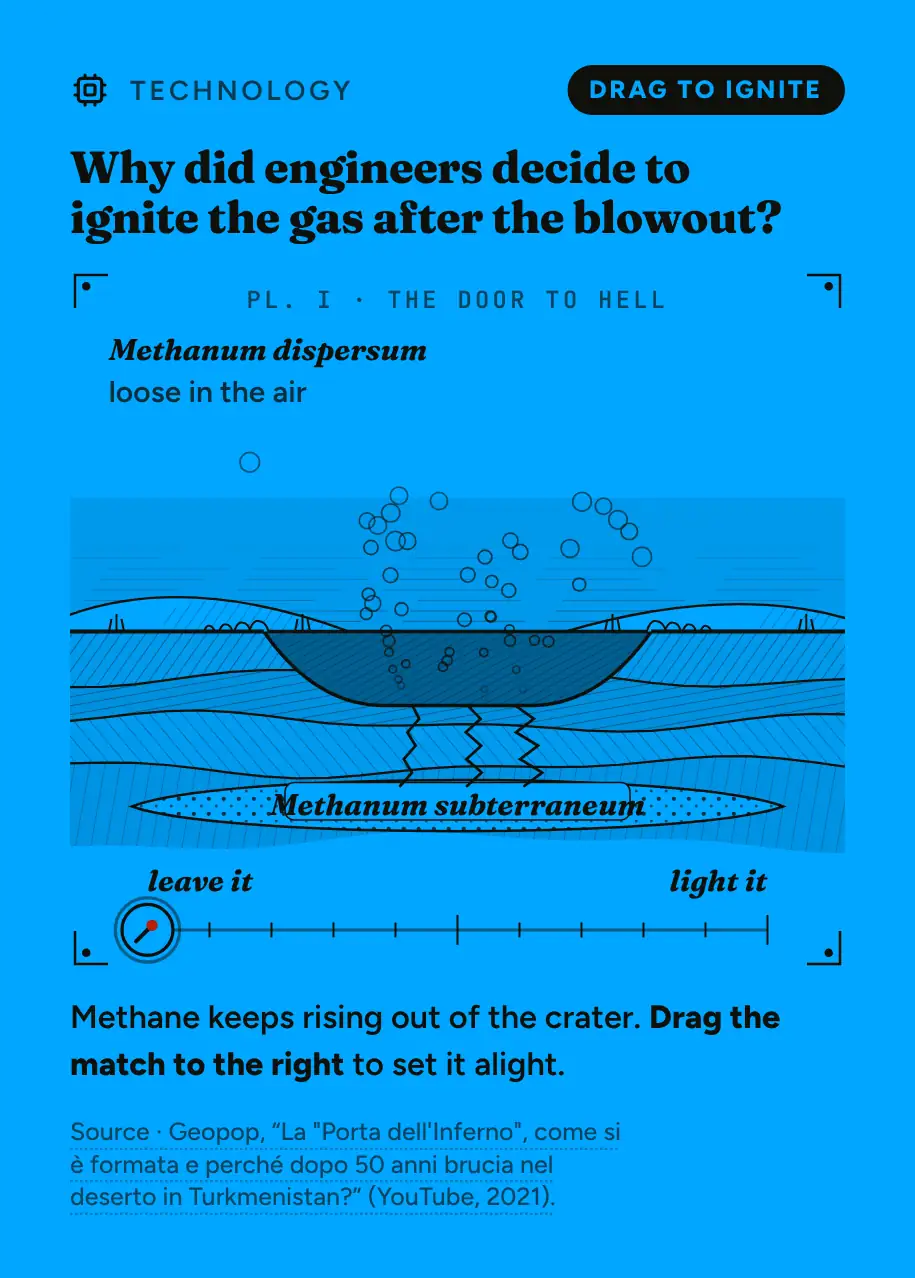 TECHNOLOGY
DRAG TO IGNITE
Why did engineers decide to
ignite the gas after the blowout?
PL. I · THE DOOR TO HELL
Methanum dispersum
loose in the air
Methanum subterraneum
leave it
light it
Methane keeps rising out of the crater. Drag the
match to the right to set it alight.
Source · Geopop, “La "Porta dell'Inferno", come si
è formata e perché dopo 50 anni brucia nel
deserto in Turkmenistan?” (YouTube, 2021).